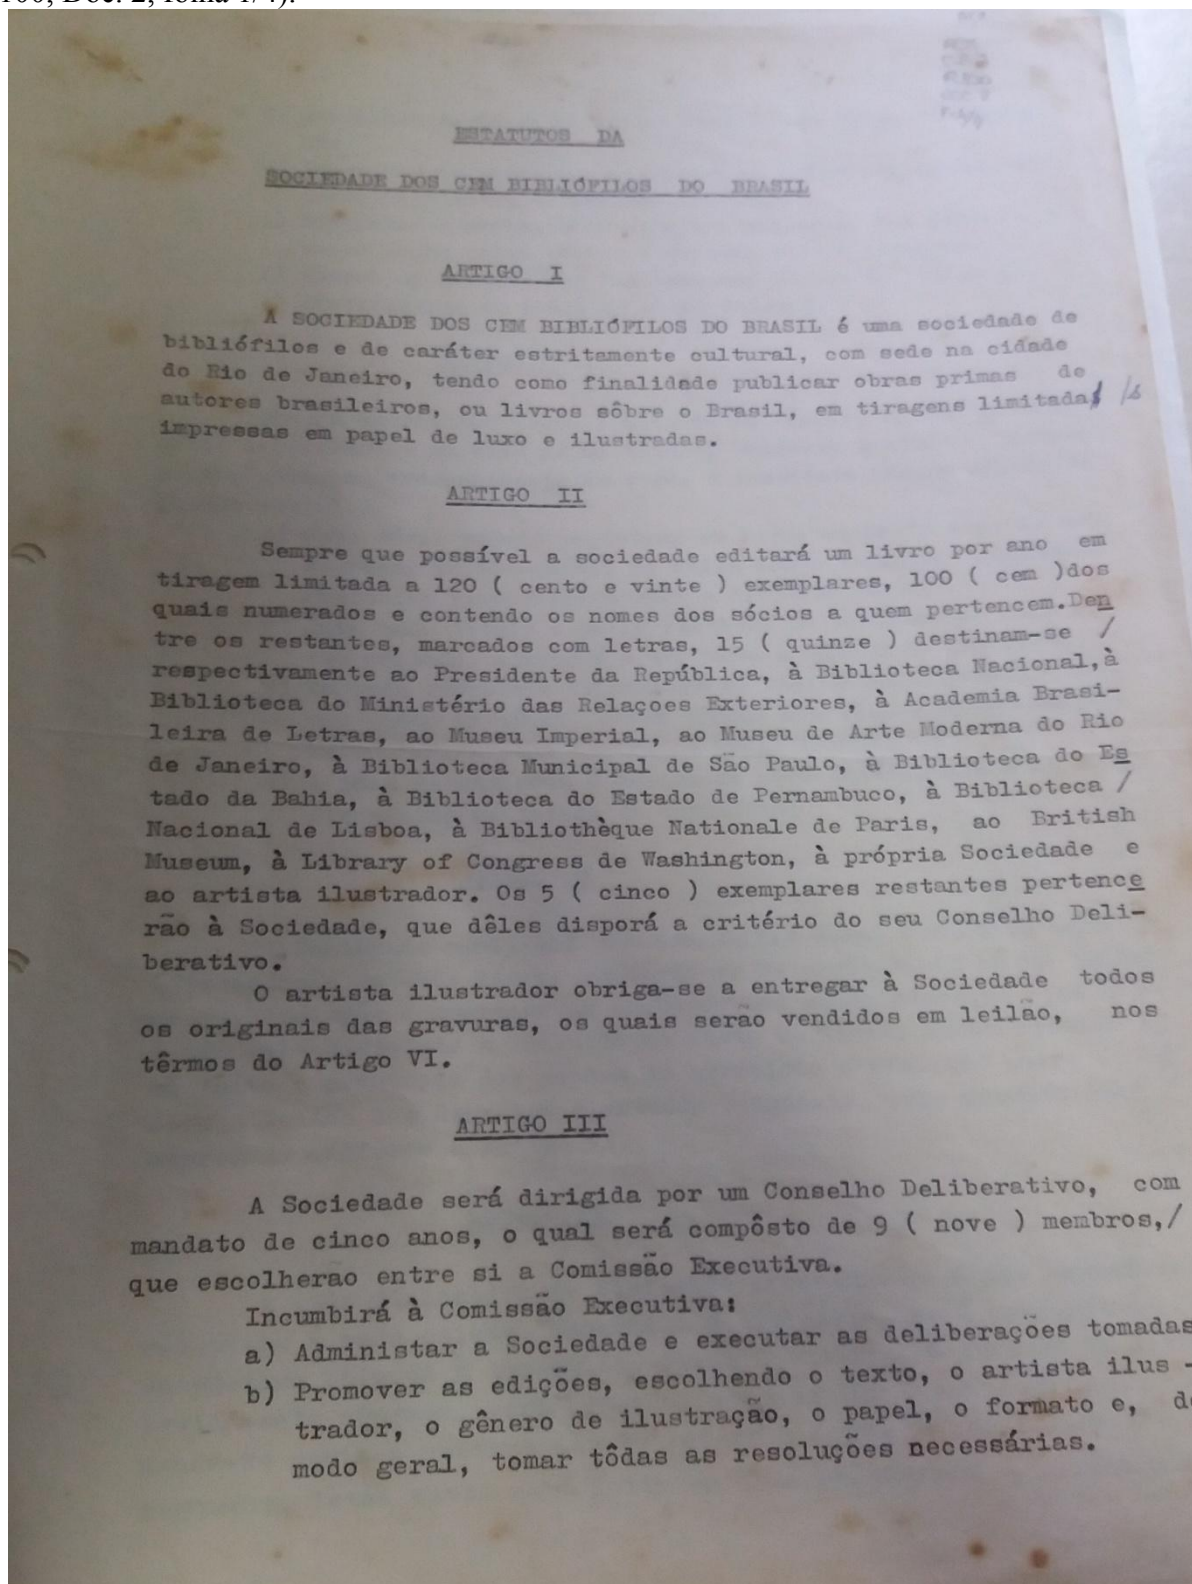 100, Doc. 2, folha 1/4).
ESTATUTOS DA
SOCIEDADE DOS CEM BIBLIÓFILOS DO BRASIL
ARTIGO I
A SOCIEDADE DOS CEM BIBLIÓFILOS DO BRASIL é uma sociedade de
bibliófilos e de caráter estritamente cultural, com sede na cidade
do Rio de Janeiro, tendo como finalidade publicar obras primas de
autores brasileiros, ou livros sôbre o Brasil, em tiragens limitada /s
impressas em papel de luxo e ilustradas.
ARTIGO II
Sempre que possível a sociedade editará um livro por ano em
tiragem limitada a 120 ( cento e vinte ) exemplares, 100 ( cem )dos
quais numerados e contendo os nomes dos sócios a quem pertencem.Den
tre os restantes, marcados com letras, 15 ( quinze ) destinam-se /
respectivamente ao Presidente da República, à Biblioteca Nacional,à
Biblioteca do Ministério das Relaçoes Exteriores, à Academia Brasi-
leira de Letras, ao Museu Imperial, ao Museu de Arte Moderna do Rio
de Janeiro, à Biblioteca Municipal de São Paulo, à Biblioteca do Es
tado da Bahia, à Biblioteca do Estado de Pernambuco, à Biblioteca /
Nacional de Lisboa, à Bibliothèque Nationale de Paris, ao British
Museum, à Library of Congress de Washington, à própria Sociedade e
ao artista ilustrador. Os 5 ( cinco ) exemplares restantes pertence
rão à Sociedade, que dêles disporá a critério do seu Conselho Deli-
berativo.
O artista ilustrador obriga-se a entregar à Sociedade todos
os originais das gravuras, os quais serão vendidos em leilão, nos
têrmos do Artigo VI.
ARTIGO III
A Sociedade será dirigida por um Conselho Deliberativo, com
mandato de cinco anos, o qual será compôsto de 9 ( nove ) membros,/
que escolherao entre si a Comissão Executiva.
Incumbirá à Comissão Executiva:
a) Administar a Sociedade e executar as deliberações tomadas
b) Promover as edições, escolhendo o texto, o artista ilus -
trador, o gênero de ilustração, o papel, o formato e, d
modo geral, tomar tôdas as resoluções necessárias.